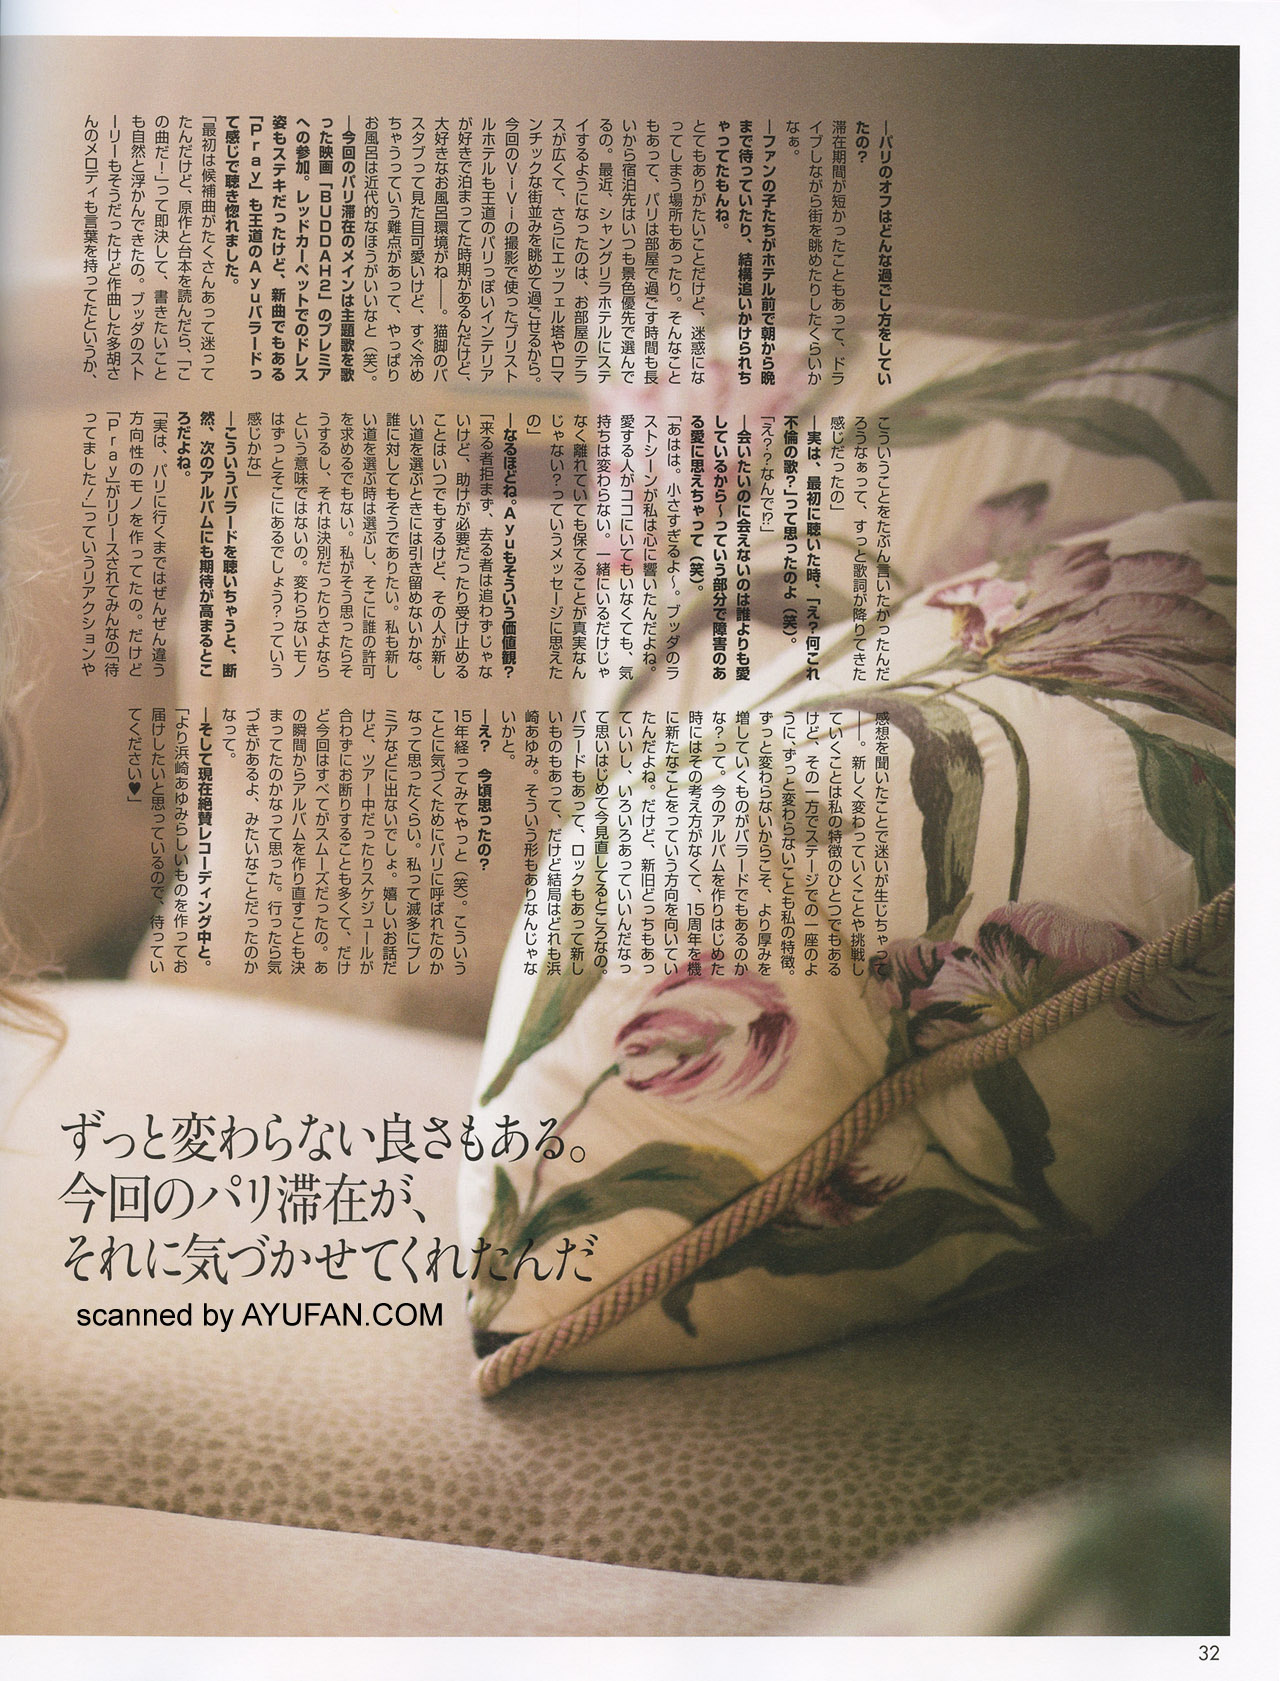 ―パリのオフはどんな過ごし方をしてい
たの?
滞在期間が短かったこともあって、ドラ
イブしながら街を眺めたりしたくらいか
なぁ。
―ファンの子たちがホテル前で朝から晩
まで待っていたり、結構追いかけられち
ゃってたもんね。
とてもありがたいことだけど、迷惑にな
ってしまう場所もあったり。そんなこと
もあって、パリは部屋で過ごす時間も長
いから宿泊先はいつも景色優先で選んで
るの。最近、シャングリラホテルにステ
イするようになったのは、お部屋のテラ
スが広くて、さらにエッフェル塔やロマ
ンチックな街並みを眺めて過ごせるから。
今回のViViの撮影で使ったブリスト
ルホテルも王道のパリっぽいインテリア
が好きで泊まってた時期があるんだけど、
大好きなお風呂環境がね――。猫脚のバ
スタブって見た目可愛いけど、すぐ冷め
ちゃうっていう難点があって、やっぱり
お風呂は近代的なほうがいいなと(笑)。
―今回のパリ滞在のメインは主題歌を歌
った映画「BUDDAH2」のプレミア
への参加。レッドカーペットでのドレス
姿もステキだったけど、新曲でもある
「Pray」も王道のAyuバラードっ
て感じで聴き惚れました。
「最初は候補曲がたくさんあって迷って
たんだけど、原作と台本を読んだら、「こ
の曲だ!」って即決して、書きたいこと
も自然と浮かんできたの。ブッダのスト
ーリーもそうだったけど作曲した多胡さ
んのメロディも言葉を持ってたというか、
こういうことをたぶん言いたかったんだ
ろうなぁって、すっと歌詞が降りてきた
感じだったの」
―実は、最初に聴いた時、「え?何これ
不倫の歌?」って思ったのよ(笑)。
「え??なんで!?」
―会いたいのに会えないのは誰よりも愛
しているから〜っていう部分で障害のあ
る愛に思えちゃって(笑)。
「あはは。小さすぎるよ〜。ブッダのラ
ストシーンが私は心に響いたんだよね。
愛する人がココにいてもいなくても、気
持ちは変わらない。一緒にいるだけじゃ
なく離れていても保てることが真実なん
じゃない?っていうメッセージに思えた
の」
―なるほどね。Ayuもそういう価値観?
「来る者拒まず、去る者は追わずじゃな
いけど、助けが必要だったり受け止める
ことはいつでもするけど、その人が新し
い道を選ぶときには引き留めないかな。
誰に対してもそうでありたい。私も新し
い道を選ぶ時は選ぶし、そこに誰の許可
を求めるでもない。私がそう思ったらそ
うするし、それは決別だったりさよなら
という意味ではないの。変わらないモノ
はずっとそこにあるでしょう?っていう
感じかな」
―こういうバラードを聴いちゃうと、断
然、次のアルバムにも期待が高まるとこ
ろだよね。
「実は、パリに行くまではぜんぜん違う
方向性のモノを作ってたの。だけど
「Pray」がリリースされてみんなの「待
ってました!」っていうリアクションや
感想を聞いたことで迷いが生じちゃって
――。新しく変わっていくことや挑戦し
ていくことは私の特徴のひとつでもある
けど、その一方でステージでの一座のよ
うに、ずっと変わらないことも私の特徴。
ずっと変わらないからこそ、より厚みを
増していくものがバラードでもあるのか
な?って。今のアルバムを作りはじめた
時にはその考え方がなくて、15周年を機
に新たなことをっていう方向を向いてい
たんだよね。だけど、新旧どっちもあっ
ていいし、いろいろあっていいんだなっ
て思いはじめて今見直してるところなの。
バラードもあって、ロックもあって新し
いものもあって、だけど結局はどれも浜
崎あゆみ。そういう形もありなんじゃな
いかと。
―え? 今頃思ったの?
15年経ってみてやっと(笑)。こういう
ことに気づくためにパリに呼ばれたのか
なって思ったくらい。私って滅多にプレ
ミアなどに出ないでしょ。嬉しいお話だ
けど、ツアー中だったりスケジュールが
合わずにお断りすることも多くて、だけ
ど今回はすべてがスムーズだったの。あ
の瞬間からアルバムを作り直すことも決
まってたのかなって思った。行ったら気
づきがあるよ、みたいなことだったのか
なって。
―そして現在絶賛レコーディング中と。
「より浜崎あゆみらしいものを作ってお
届けしたいと思っているので、待ってい
てください♥」
ずっと変わらない良さもある。
今回のパリ滞在が、
それに気づかせてくれたんだ
scanned by AYUFAN.COM
32